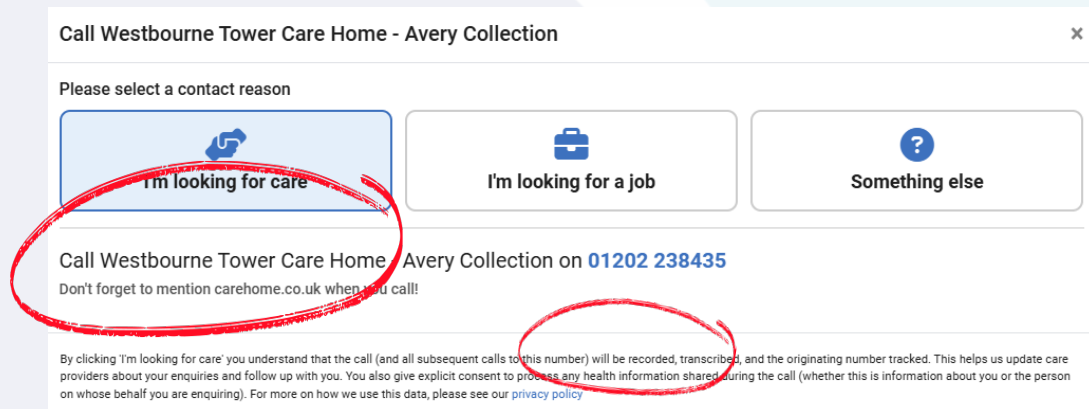 Call Westbourne Tower Care Home - Avery Collection
×
Please select a contact reason
I'm looking for care
I'm looking for a job
?
Something else
Call Westbourne Tower Care Home - Avery Collection on 01202 238435
Don't forget to mention carehome.co.uk when you call!
By clicking 'I'm looking for care' you understand that the call (and all subsequent calls to this number) will be recorded, transcribed, and the originating number tracked. This helps us update care
providers about your enquiries and follow up with you. You also give explicit consent to process any health information shared during the call (whether this is information about you or the person
on whose behalf you are enquiring). For more on how we use this data, please see our privacy policy